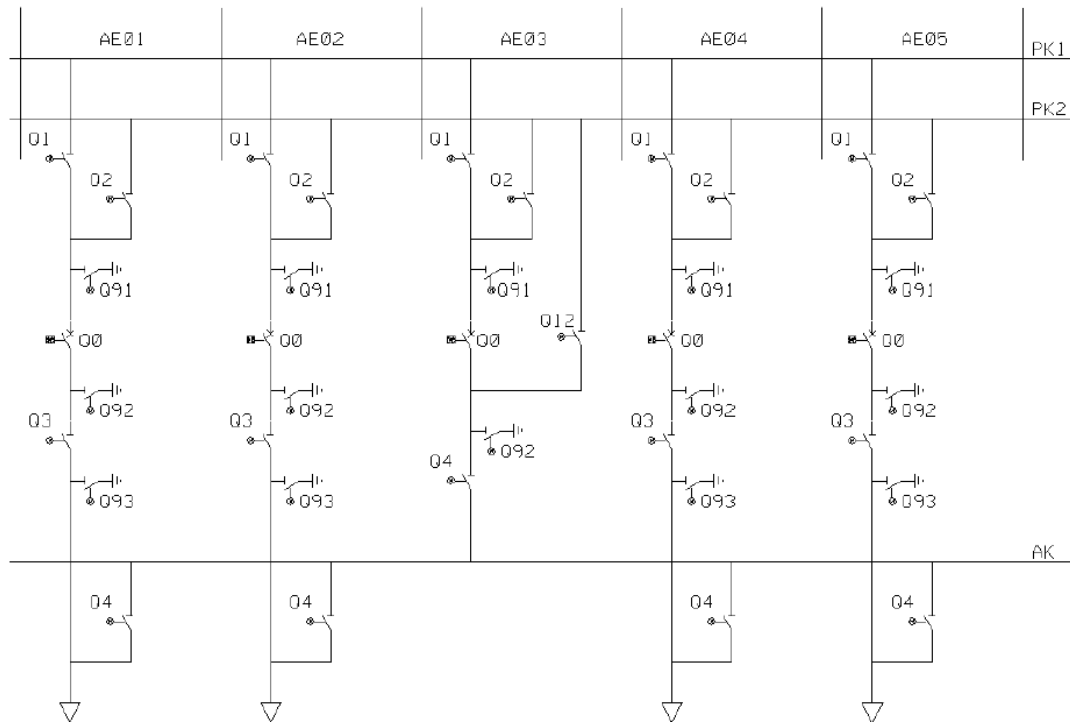 AE01 AE02 AE03 AE04 AE05
PK1
PK2
Q1 Q1 Q1 Q1 Q1
Q2 Q2 Q2 Q2 Q2
Q91 Q91 Q91 Q91 Q91
Q12
Q0 Q0 Q0 Q0 Q0
Q92 Q92 Q92 Q92
Q3 Q3 Q3 Q3
Q92
Q4
Q93 Q93 Q93 Q93
AK
Q4 Q4 Q4 Q4